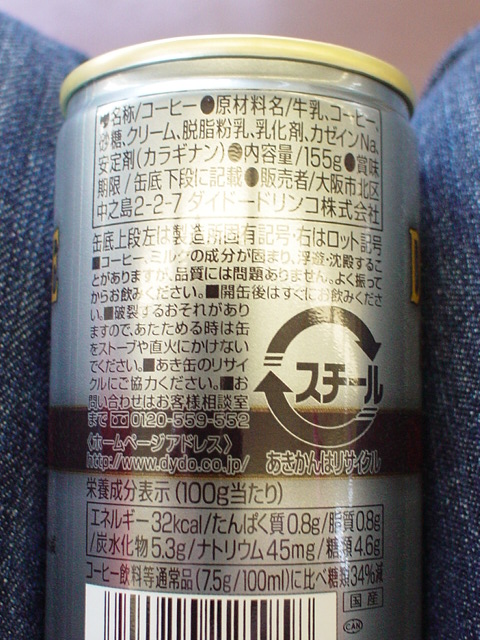 ●名称/コーヒー●原材料名/牛乳、コーヒー、
砂糖、クリーム、脱脂粉乳、乳化剤、カゼインNa、
安定剤(カラギナン)●内容量/155g●賞味
期限/缶底下段に記載●販売者/大阪市北区
中之島2-2-7 ダイドードリンコ株式会社
缶底上段左は製造所固有記号・右はロット記号
■コーヒー、ミルクの成分が固まり、浮遊・沈殿するこ
とがありますが、品質には問題ありません。よく振って
からお飲みください。■開缶後はすぐにお飲みくださ
い。■破裂するおそれがあり
ますので、あたためる時は缶
をストーブや直火にかけない
でください。■あき缶のリサイ
クルにご協力ください。■お
問い合わせはお客様相談室
まで 0120-559-552
〈ホームページアドレス〉
http://www.dydo.co.jp/
スチール
あきかんはリサイクル
栄養成分表示(100g当たり)
エネルギー32kcal/たんぱく質0.8g/脂質0.8g
/炭水化物5.3g/ナトリウム45mg/糖類4.6g
コーヒー飲料等通常品(7.5g/100ml)に比べ糖類34%減
国産
CAN